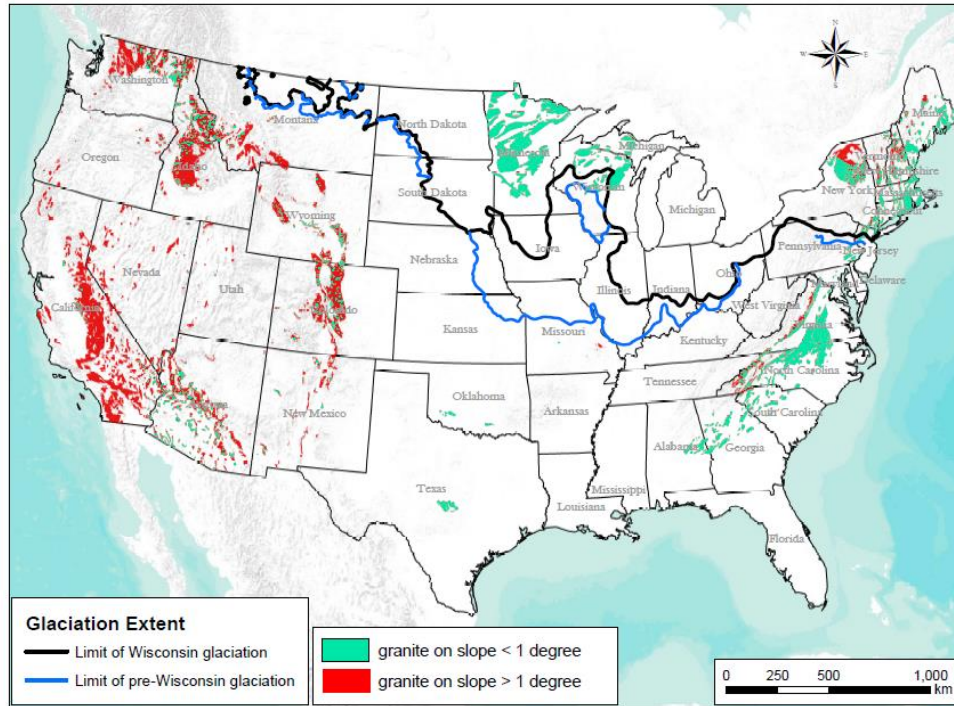 N
W
E
S
Washington
Montana
North Dakota
Minnesota
Michigan
Maine
Oregon
Idaho
South Dakota
Wisconsin
Vermont
New Hampshire
New York
Massachusetts
Connecticut
Wyoming
Michigan
Iowa
Pennsylvania
New Jersey
Nebraska
Nevada
Utah
Illinois
Indiana
Ohio
Delaware
Maryland
West Virginia
California
Colorado
Kansas
Missouri
Kentucky
Virginia
North Carolina
Tennessee
Arizona
New Mexico
Oklahoma
Arkansas
South Carolina
Alabama
Georgia
Mississippi
Texas
Louisiana
Florida
Glaciation Extent
Limit of Wisconsin glaciation
Limit of pre-Wisconsin glaciation
granite on slope < 1 degree
granite on slope > 1 degree
0 250 500 1,000
km